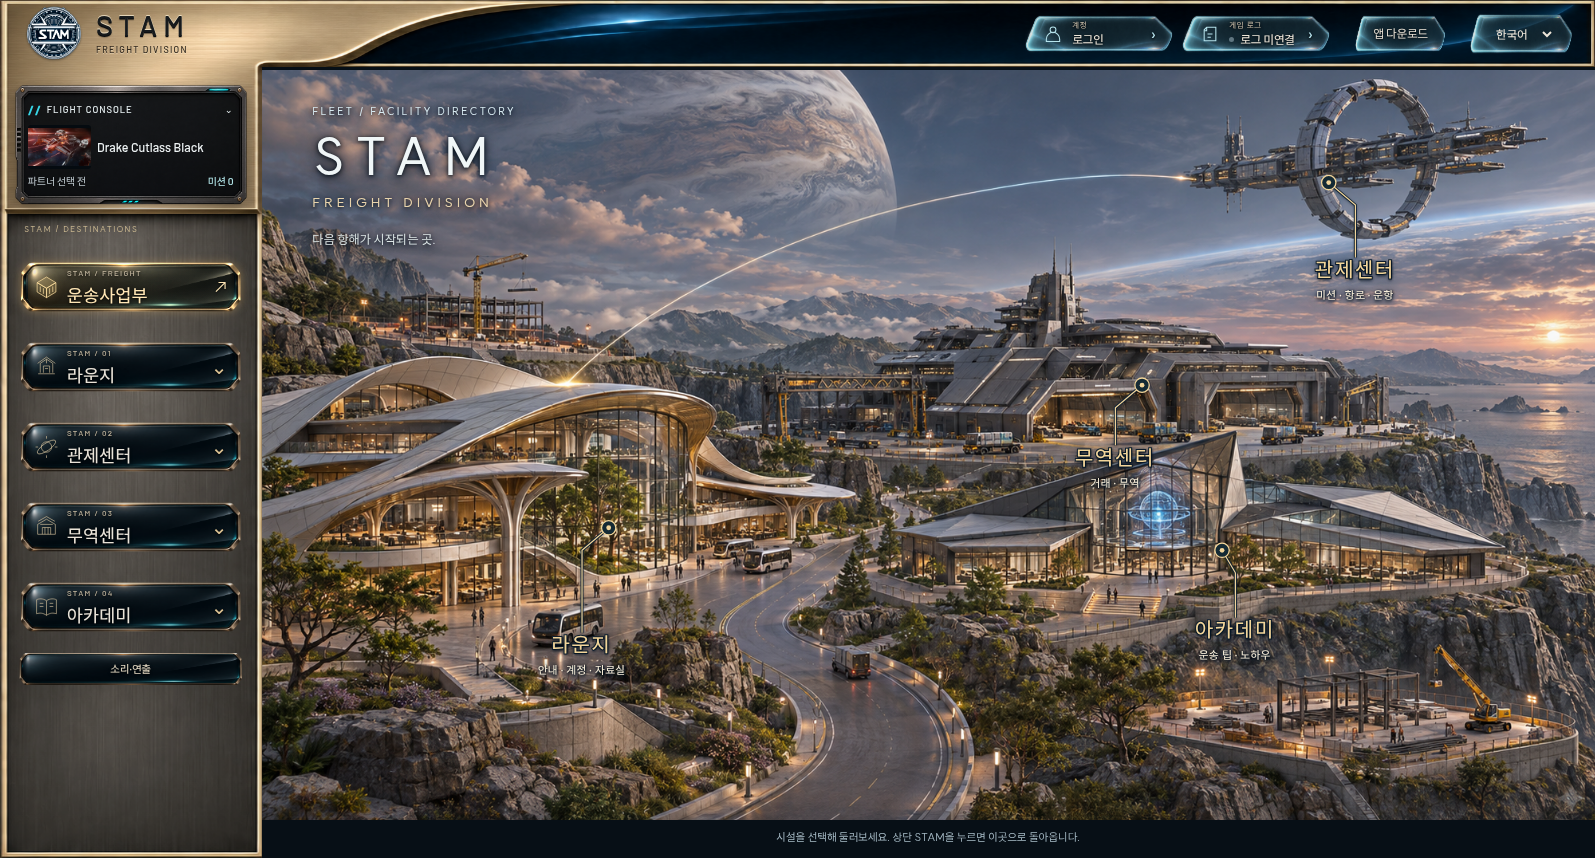 STAM
STAM
FREIGHT DIVISION
계정
로그인
게임 로그
로그 미연결
앱 다운로드
한국어
// FLIGHT CONSOLE
Drake Cutlass Black
파트너 선택 전
미션 0
STAM / DESTINATIONS
STAM / FREIGHT
운송사업부
STAM / 01
라운지
STAM / 02
관제센터
STAM / 03
무역센터
STAM / 04
아카데미
소리·연출
FLEET / FACILITY DIRECTORY
STAM
FREIGHT DIVISION
다음 항해가 시작되는 곳.
관제센터
미션 · 항로 · 운항
무역센터
거래 · 무역
아카데미
운송 팁 · 노하우
라운지
안내 · 계정 · 자료실
시설을 선택해 둘러보세요. 상단 STAM을 누르면 이곳으로 돌아옵니다.